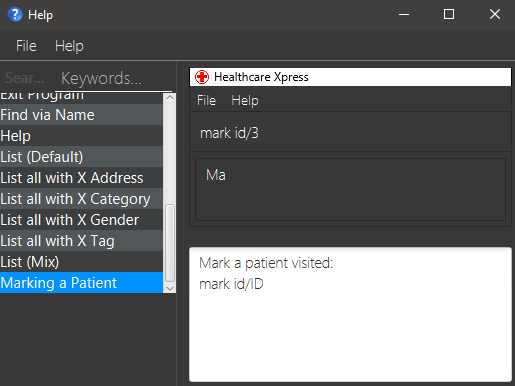 Help
File Help
Sear... Keywords...
Exit Program
Find via Name
Help
List (Default)
List all with X Address
List all with X Category
List all with X Gender
List all with X Tag
List (Mix)
Marking a Patient
Healthcare Xpress
File Help
mark id/3
Ma
Mark a patient visited:
mark id/ID